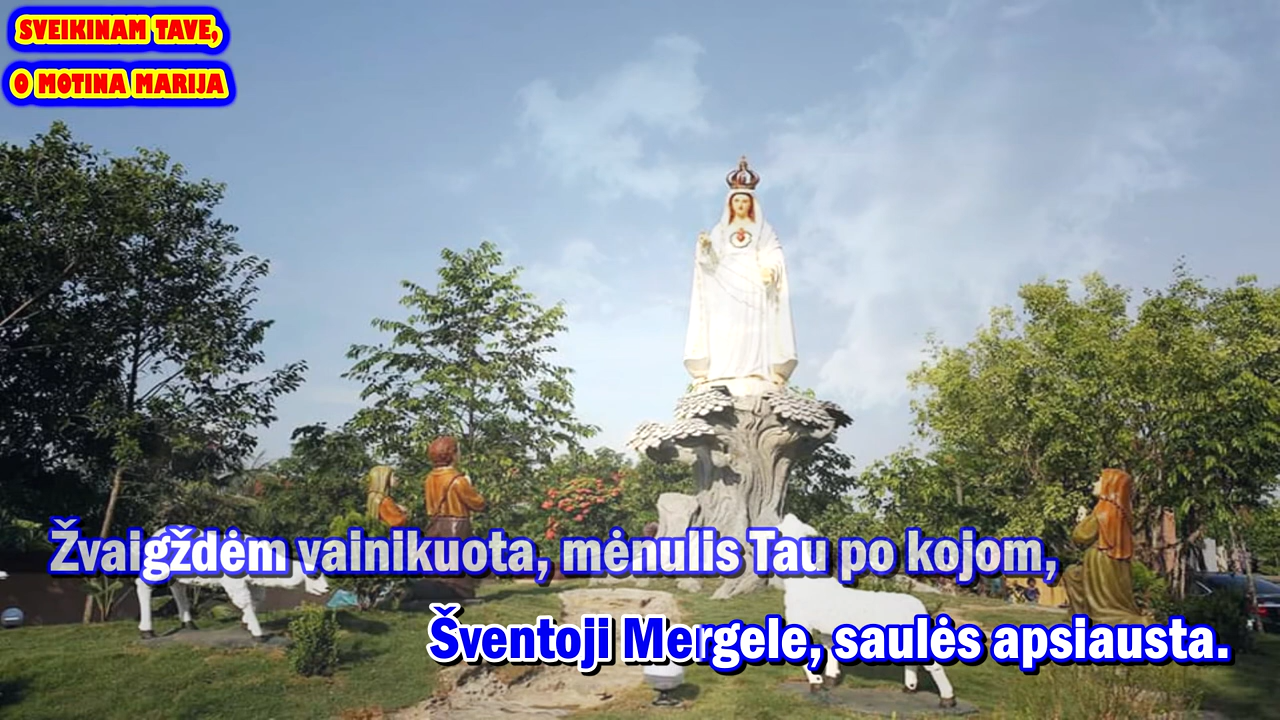 SVEIKINAM TAVE,
O MOTINA MARIJA
Žvaigždėm vainikuota, mėnulis Tau po kojom,
Šventoji Mergele, saulės apsiausta.